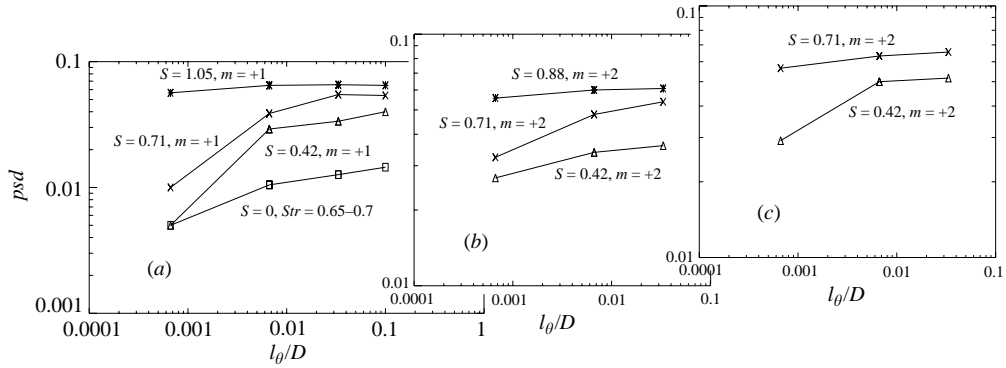 0.1
0.01
0.001
psd
S = 1.05, m = +1
S = 0.71, m = +1
S = 0.42, m = +1
S = 0, Str = 0.65–0.7
(a)
0.0001
0.001
0.01
0.1
1
lθ/D
0.1
0.01
S = 0.88, m = +2
S = 0.71, m = +2
S = 0.42, m = +2
(b)
0.0001
0.001
0.01
0.1
lθ/D
0.1
0.01
S = 0.71, m = +2
S = 0.42, m = +2
(c)
0.0001
0.001
0.01
0.1
lθ/D